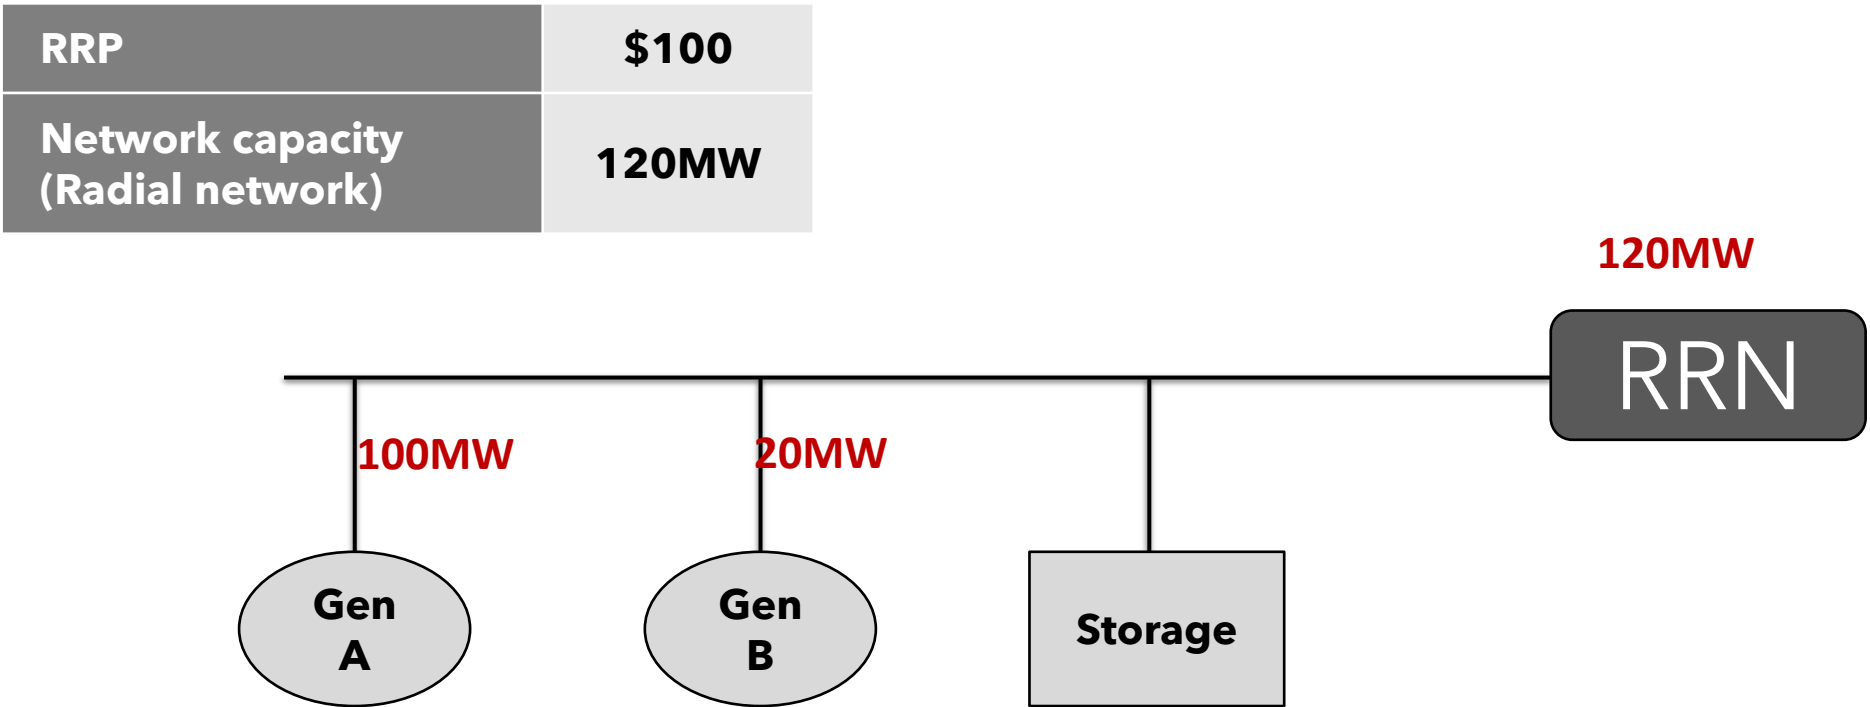 RRP
$100
Network capacity
(Radial network)
120MW
120MW
RRN
100MW
20MW
Gen
A
Gen
B
Storage